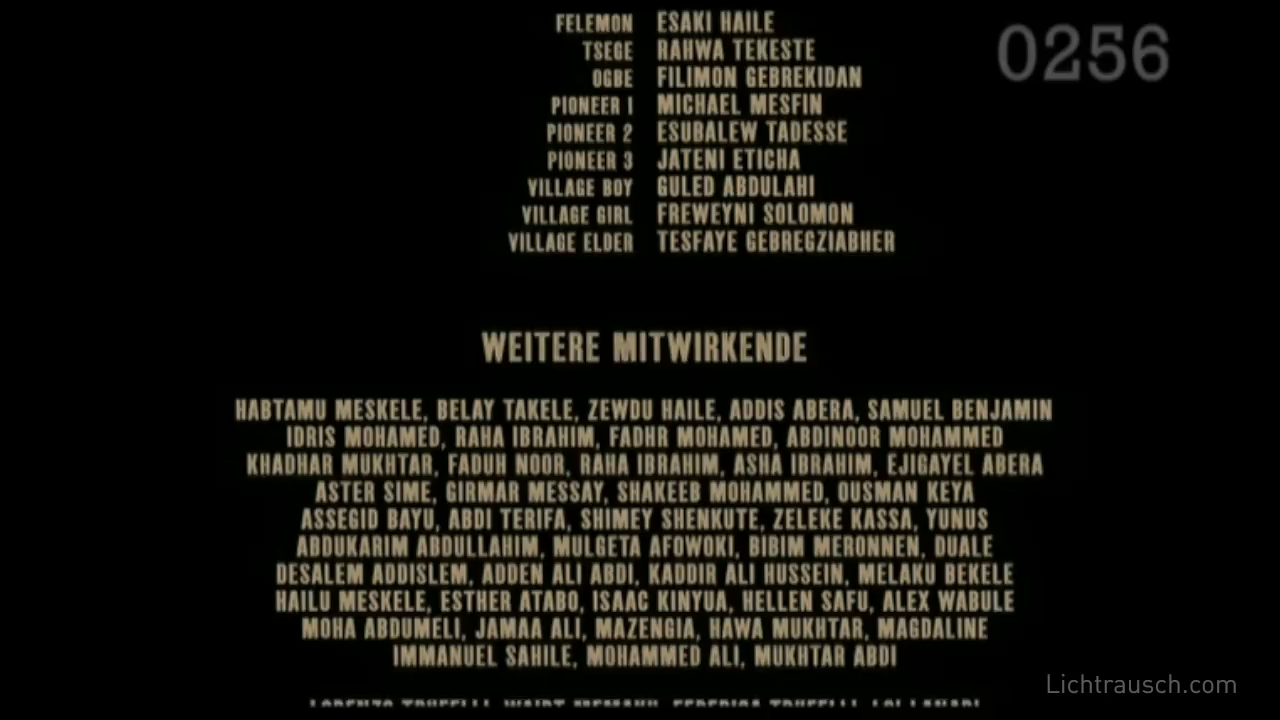 FELEMON ESAKI HAILE
0256
TSEGE RAHWA TEKESTE
OGBE FILIMON GEBREKIDAN
PIONEER 1 MICHAEL MESFIN
PIONEER 2 ESUBALEW TADESSE
PIONEER 3 JATENI ETICHA
VILLAGE BOY GULED ABDULAHI
VILLAGE GIRL FREWEYNI SOLOMON
VILLAGE ELDER TESFAYE GEBREGZIABHER
WEITERE MITWIRKENDE
HABTAMU MESKELE, BELAY TAKELE, ZEWDU HAILE, ADDIS ABERA, SAMUEL BENJAMIN
IDRIS MOHAMED, RAHA IBRAHIM, FADHR MOHAMED, ABDINOOR MOHAMMED
KHADHAR MUKHTAR, FADUH NOOR, RAHA IBRAHIM, ASHA IBRAHIM, EJIGAYEL ABERA
ASTER SIME, GIRMAR MESSAY, SHAKEEB MOHAMMED, OUSMAN KEYA
ASSEGID BAYU, ABDI TERIFA, SHIMEY SHENKUTE, ZELEKE KASSA, YUNUS
ABDUKARIM ABDULLAHIM, MULGETA AFOWOKI, BIBIM MERONNEN, DUALE
DESALEM ADDISLEM, ADDEN ALI ABDI, KADDIR ALI HUSSEIN, MELAKU BEKELE
HAILU MESKELE, ESTHER ATABO, ISAAC KINYUA, HELLEN SAFU, ALEX WABULE
MOHA ABDUMELI, JAMAA ALI, MAZENGIA, HAWA MUKHTAR, MAGDALINE
IMMANUEL SAHILE, MOHAMMED ALI, MUKHTAR ABDI
Lichtrausch.com